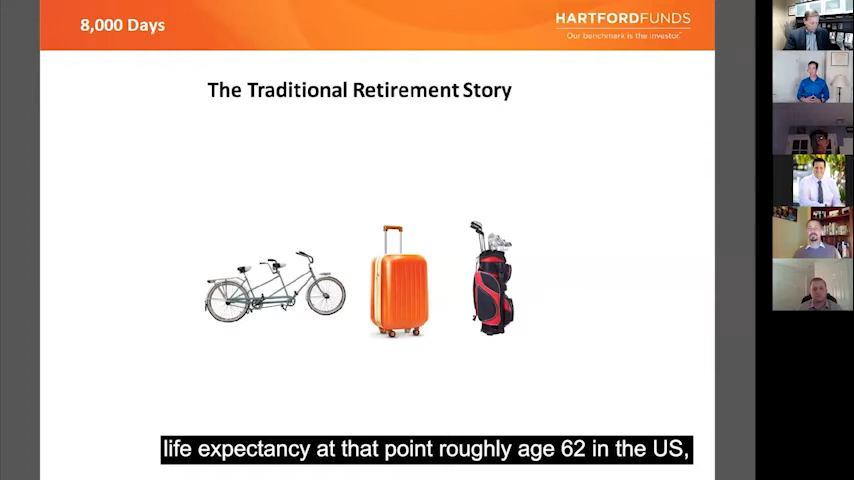 8,000 Days
HARTFORDFUNDS
Our benchmark is the investor.
The Traditional Retirement Story
life expectancy at that point roughly age 62 in the US,